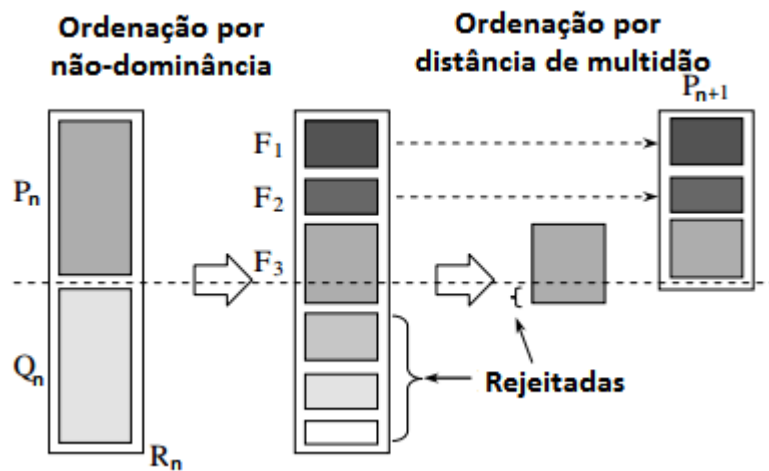 Ordenação por
não-dominância
Ordenação por
distância de multidão
Pn+1
Pn
F1
F2
F3
Qn
Rejeitadas
Rn